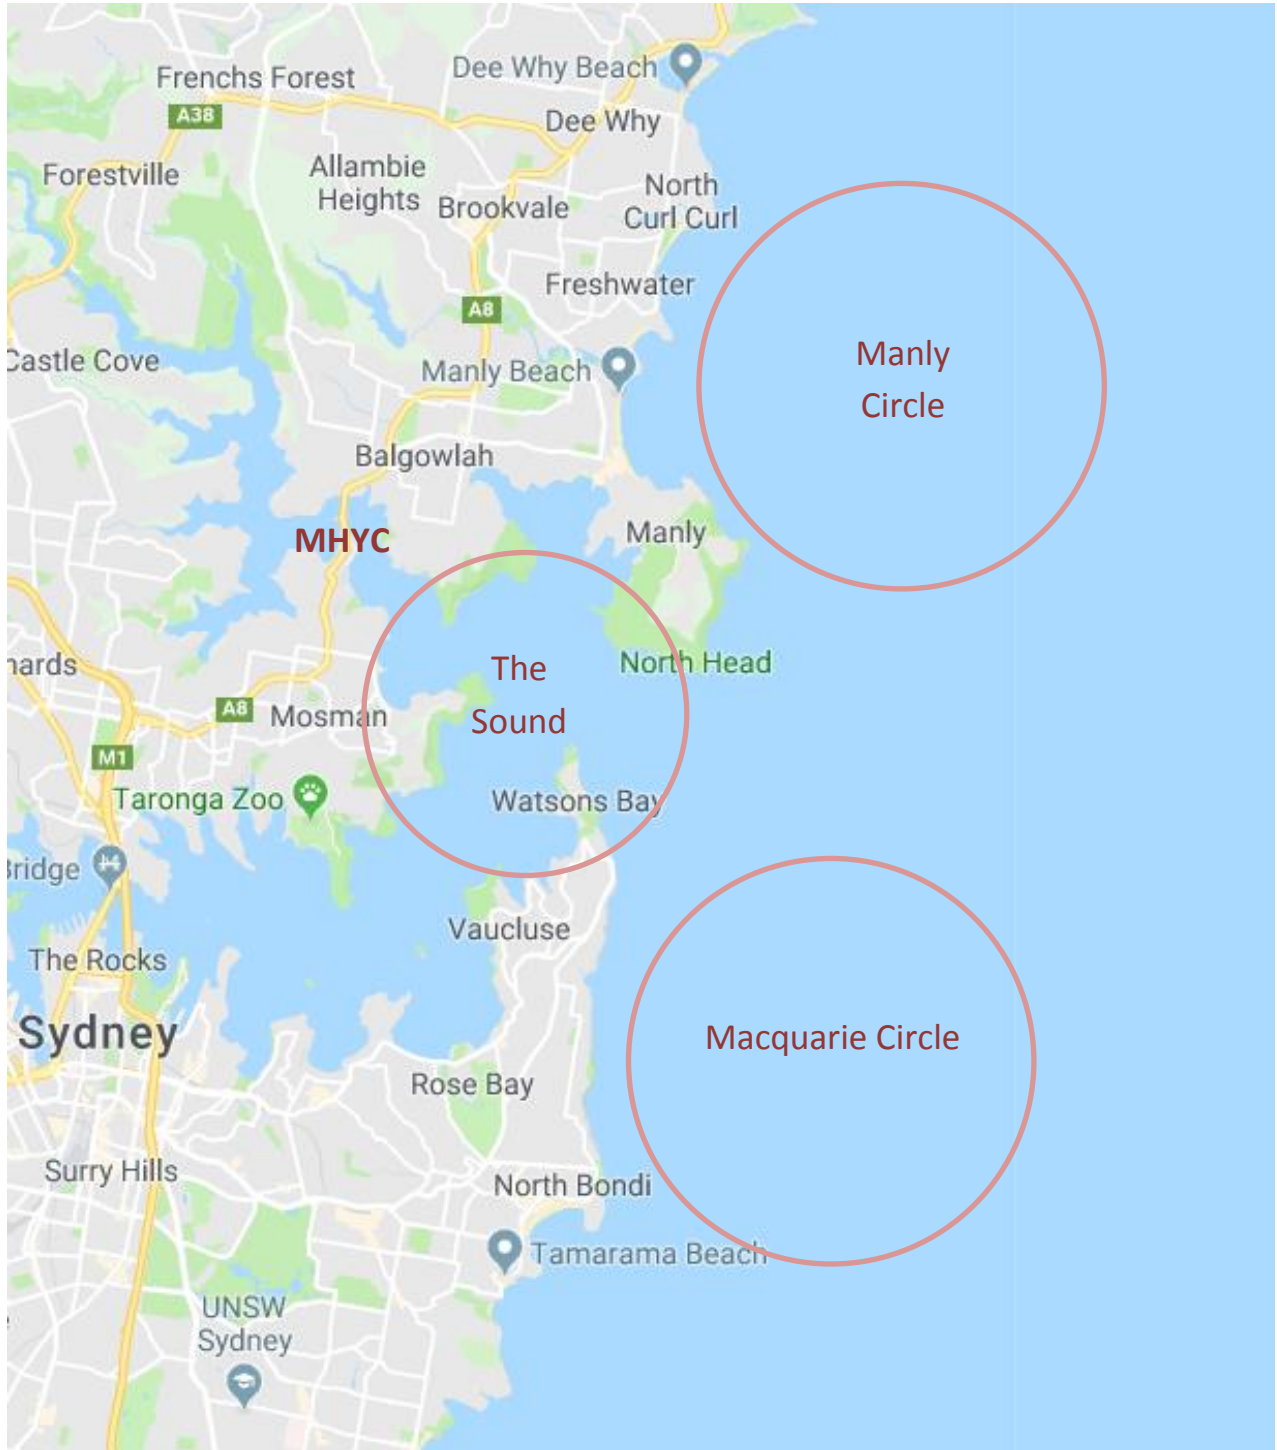 Dee Why Beach
Frenchs Forest
A38
Dee Why
Forestville
Allambie
Heights
Brookvale
North
Curl Curl
Freshwater
A8
Manly
Circle
Castle Cove
Manly Beach
Balgowlah
MHYC
Manly
nards
The
Sound
North Head
A8
Mosman
M1
Taronga Zoo
Watsons Bay
Bridge
Vaucluse
The Rocks
Sydney
Macquarie Circle
Rose Bay
Surry Hills
North Bondi
Tamarama Beach
UNSW
Sydney